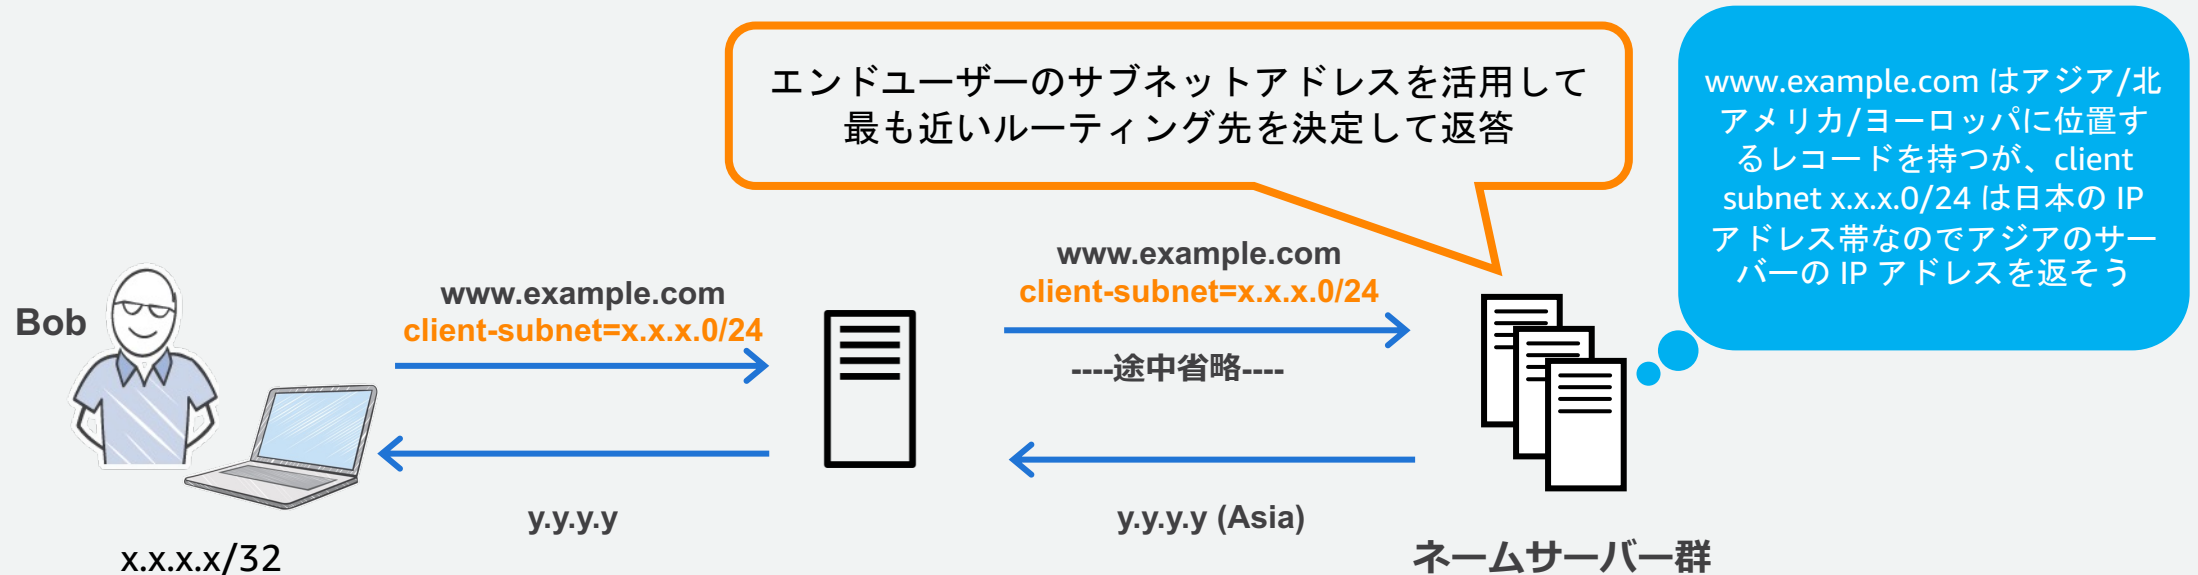 エンドユーザーのサブネットアドレスを活用して
最も近いルーティング先を決定して返答
www.example.com はアジア/北
アメリカ/ヨーロッパに位置す
るレコードを持つが、client
subnet x.x.x.0/24 は日本の IP
アドレス帯なのでアジアのサー
バーの IP アドレスを返そう
Bob
www.example.com
client-subnet=x.x.x.0/24
www.example.com
client-subnet=x.x.x.0/24
----途中省略----
y.y.y.y
y.y.y.y (Asia)
x.x.x.x/32
ネームサーバー群